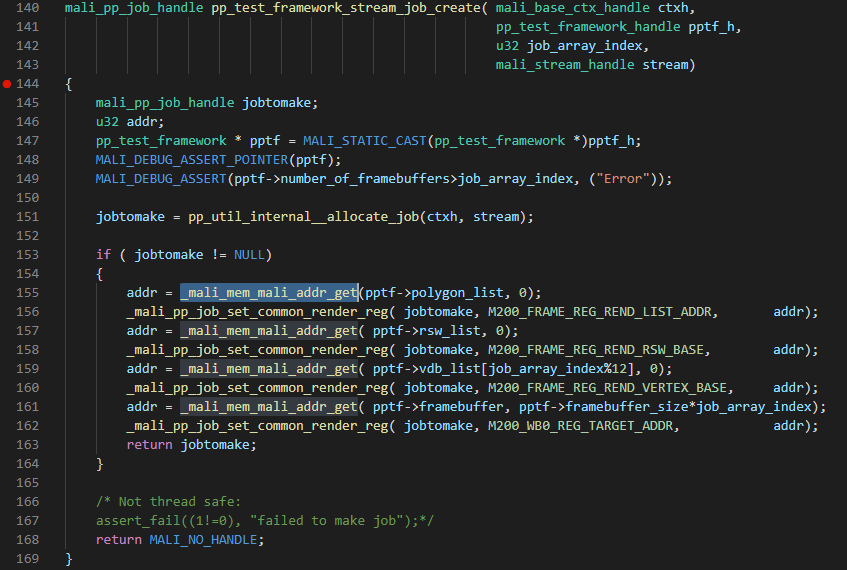 140 mali_pp_job_handle pp_test_framework_stream_job_create( mali_base_ctx_handle ctxh,
141 pp_test_framework_handle pptf_h,
142 u32 job_array_index,
143 mali_stream_handle stream)
144 {
145 mali_pp_job_handle jobtomake;
146 u32 addr;
147 pp_test_framework * pptf = MALI_STATIC_CAST(pp_test_framework *)pptf_h;
148 MALI_DEBUG_ASSERT_POINTER(pptf);
149 MALI_DEBUG_ASSERT(pptf->number_of_framebuffers>job_array_index, ("Error"));
150
151 jobtomake = pp_util_internal__allocate_job(ctxh, stream);
152
153 if ( jobtomake != NULL)
154 {
155 addr = _mali_mem_mali_addr_get(pptf->polygon_list, 0);
156 _mali_pp_job_set_common_render_reg( jobtomake, M200_FRAME_REG_REND_LIST_ADDR, addr);
157 addr = _mali_mem_mali_addr_get( pptf->rsw_list, 0);
158 _mali_pp_job_set_common_render_reg( jobtomake, M200_FRAME_REG_REND_RSW_BASE, addr);
159 addr = _mali_mem_mali_addr_get( pptf->vdb_list[job_array_index%12], 0);
160 _mali_pp_job_set_common_render_reg( jobtomake, M200_FRAME_REG_REND_VERTEX_BASE, addr);
161 addr = _mali_mem_mali_addr_get( pptf->framebuffer, pptf->framebuffer_size*job_array_index);
162 _mali_pp_job_set_common_render_reg( jobtomake, M200_WB0_REG_TARGET_ADDR, addr);
163 return jobtomake;
164 }
165
166 /* Not thread safe:
167 assert_fail((1!=0), "failed to make job");*/
168 return MALI_NO_HANDLE;
169 }